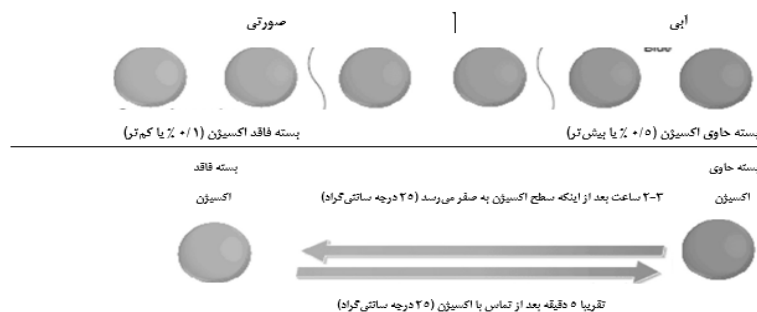 آبی
صورتی
بسته حاوی اکسیژن (۰/۵ ٪ یا بیش‌تر)
بسته فاقد اکسیژن (۰/۱ ٪ یا کم‌تر)
بسته حاوی
اکسیژن
بسته فاقد
اکسیژن
۲-۳ ساعت بعد از اینکه سطح اکسیژن به صفر می‌رسد (۲۵ درجه سانتی‌گراد)
تقریبا ۵ دقیقه بعد از تماس با اکسیژن (۲۵ درجه سانتی‌گراد)